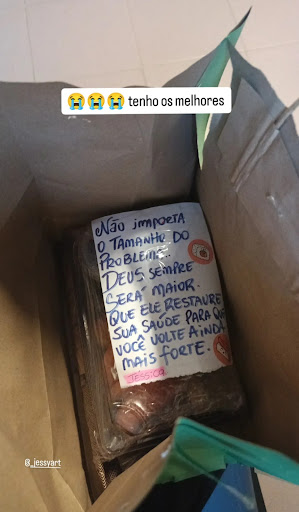 😭😭😭 tenho os melhores
NÃO IMPORTA
O TAMANHO DO
PROBLEMA.
DEUS SEMPRE
SERÁ MAIOR.
QUE ELE RESTAURE
SUA SAÚDE PARA QUE
VOCÊ VOLTE AINDA
MAIS FORTE.
JESSICA
@_jessyart